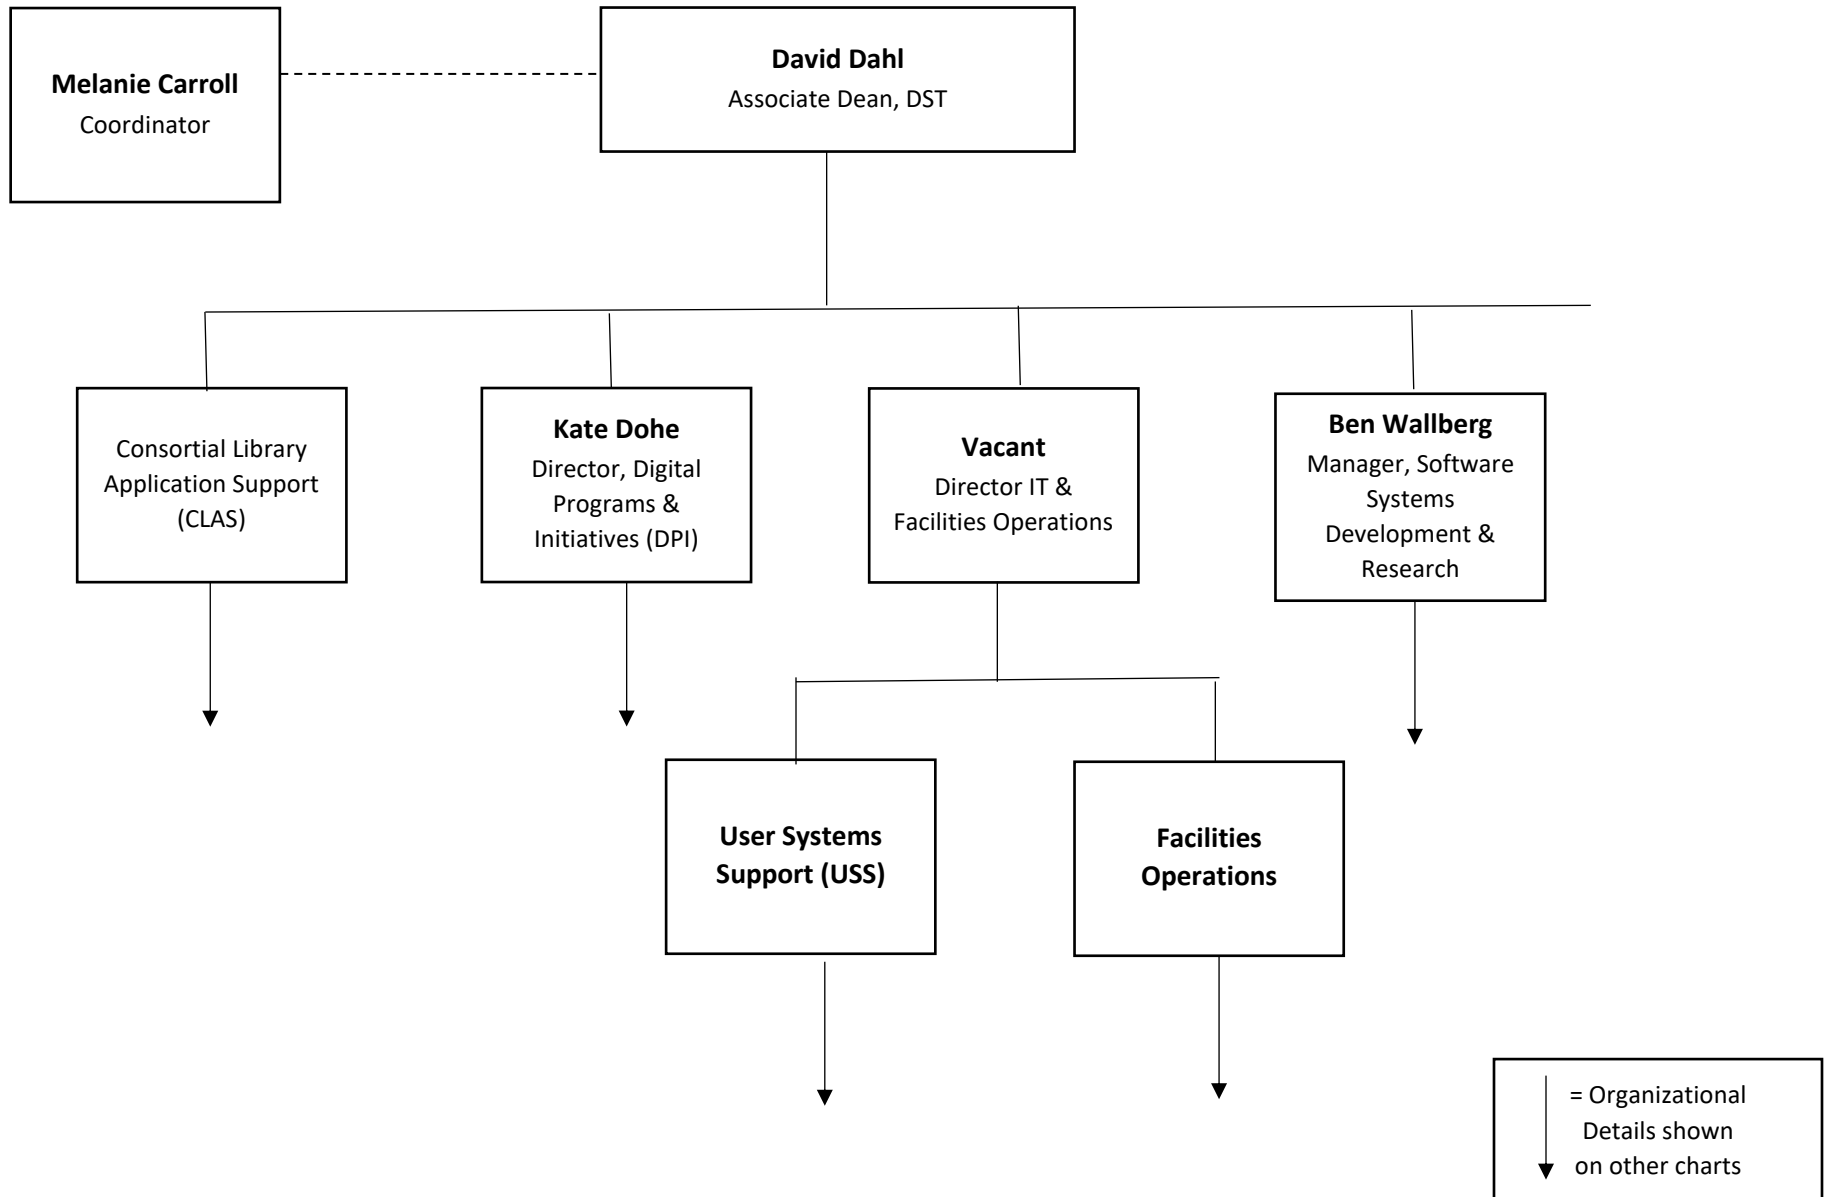 Melanie Carroll
Coordinator
David Dahl
Associate Dean, DST
Consortial Library
Application Support
(CLAS)
Kate Dohe
Director, Digital
Programs &
Initiatives (DPI)
Vacant
Director IT &
Facilities Operations
Ben Wallberg
Manager, Software
Systems
Development &
Research
User Systems
Support (USS)
Facilities
Operations
= Organizational
Details shown
on other charts